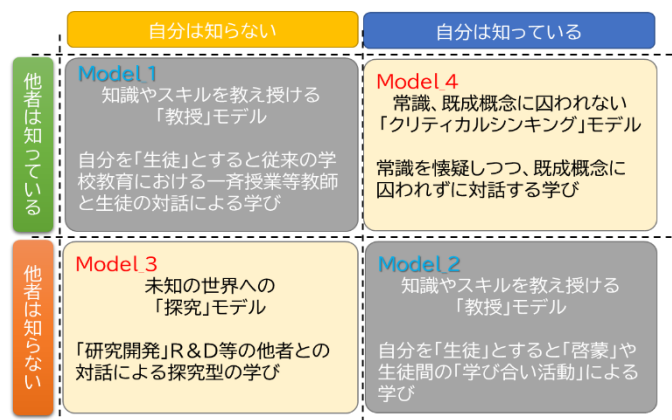 自分は知らない
自分は知っている
他者は知っている
Model_1
知識やスキルを教え授ける
「教授」モデル
自分を「生徒」とすると従来の学
校教育における一斉授業等教師
と生徒の対話による学び
Model_4
常識、既成概念に囚われない
「クリティカルシンキング」モデル
常識を懐疑しつつ、既成概念に
囚われずに対話する学び
他者は知らない
Model_3
未知の世界への
「探究」モデル
「研究開発」R&D等の他者との
対話による探究型の学び
Model_2
知識やスキルを教え授ける
「教授」モデル
自分を「生徒」とすると「啓蒙」や
生徒間の「学び合い活動」による
学び